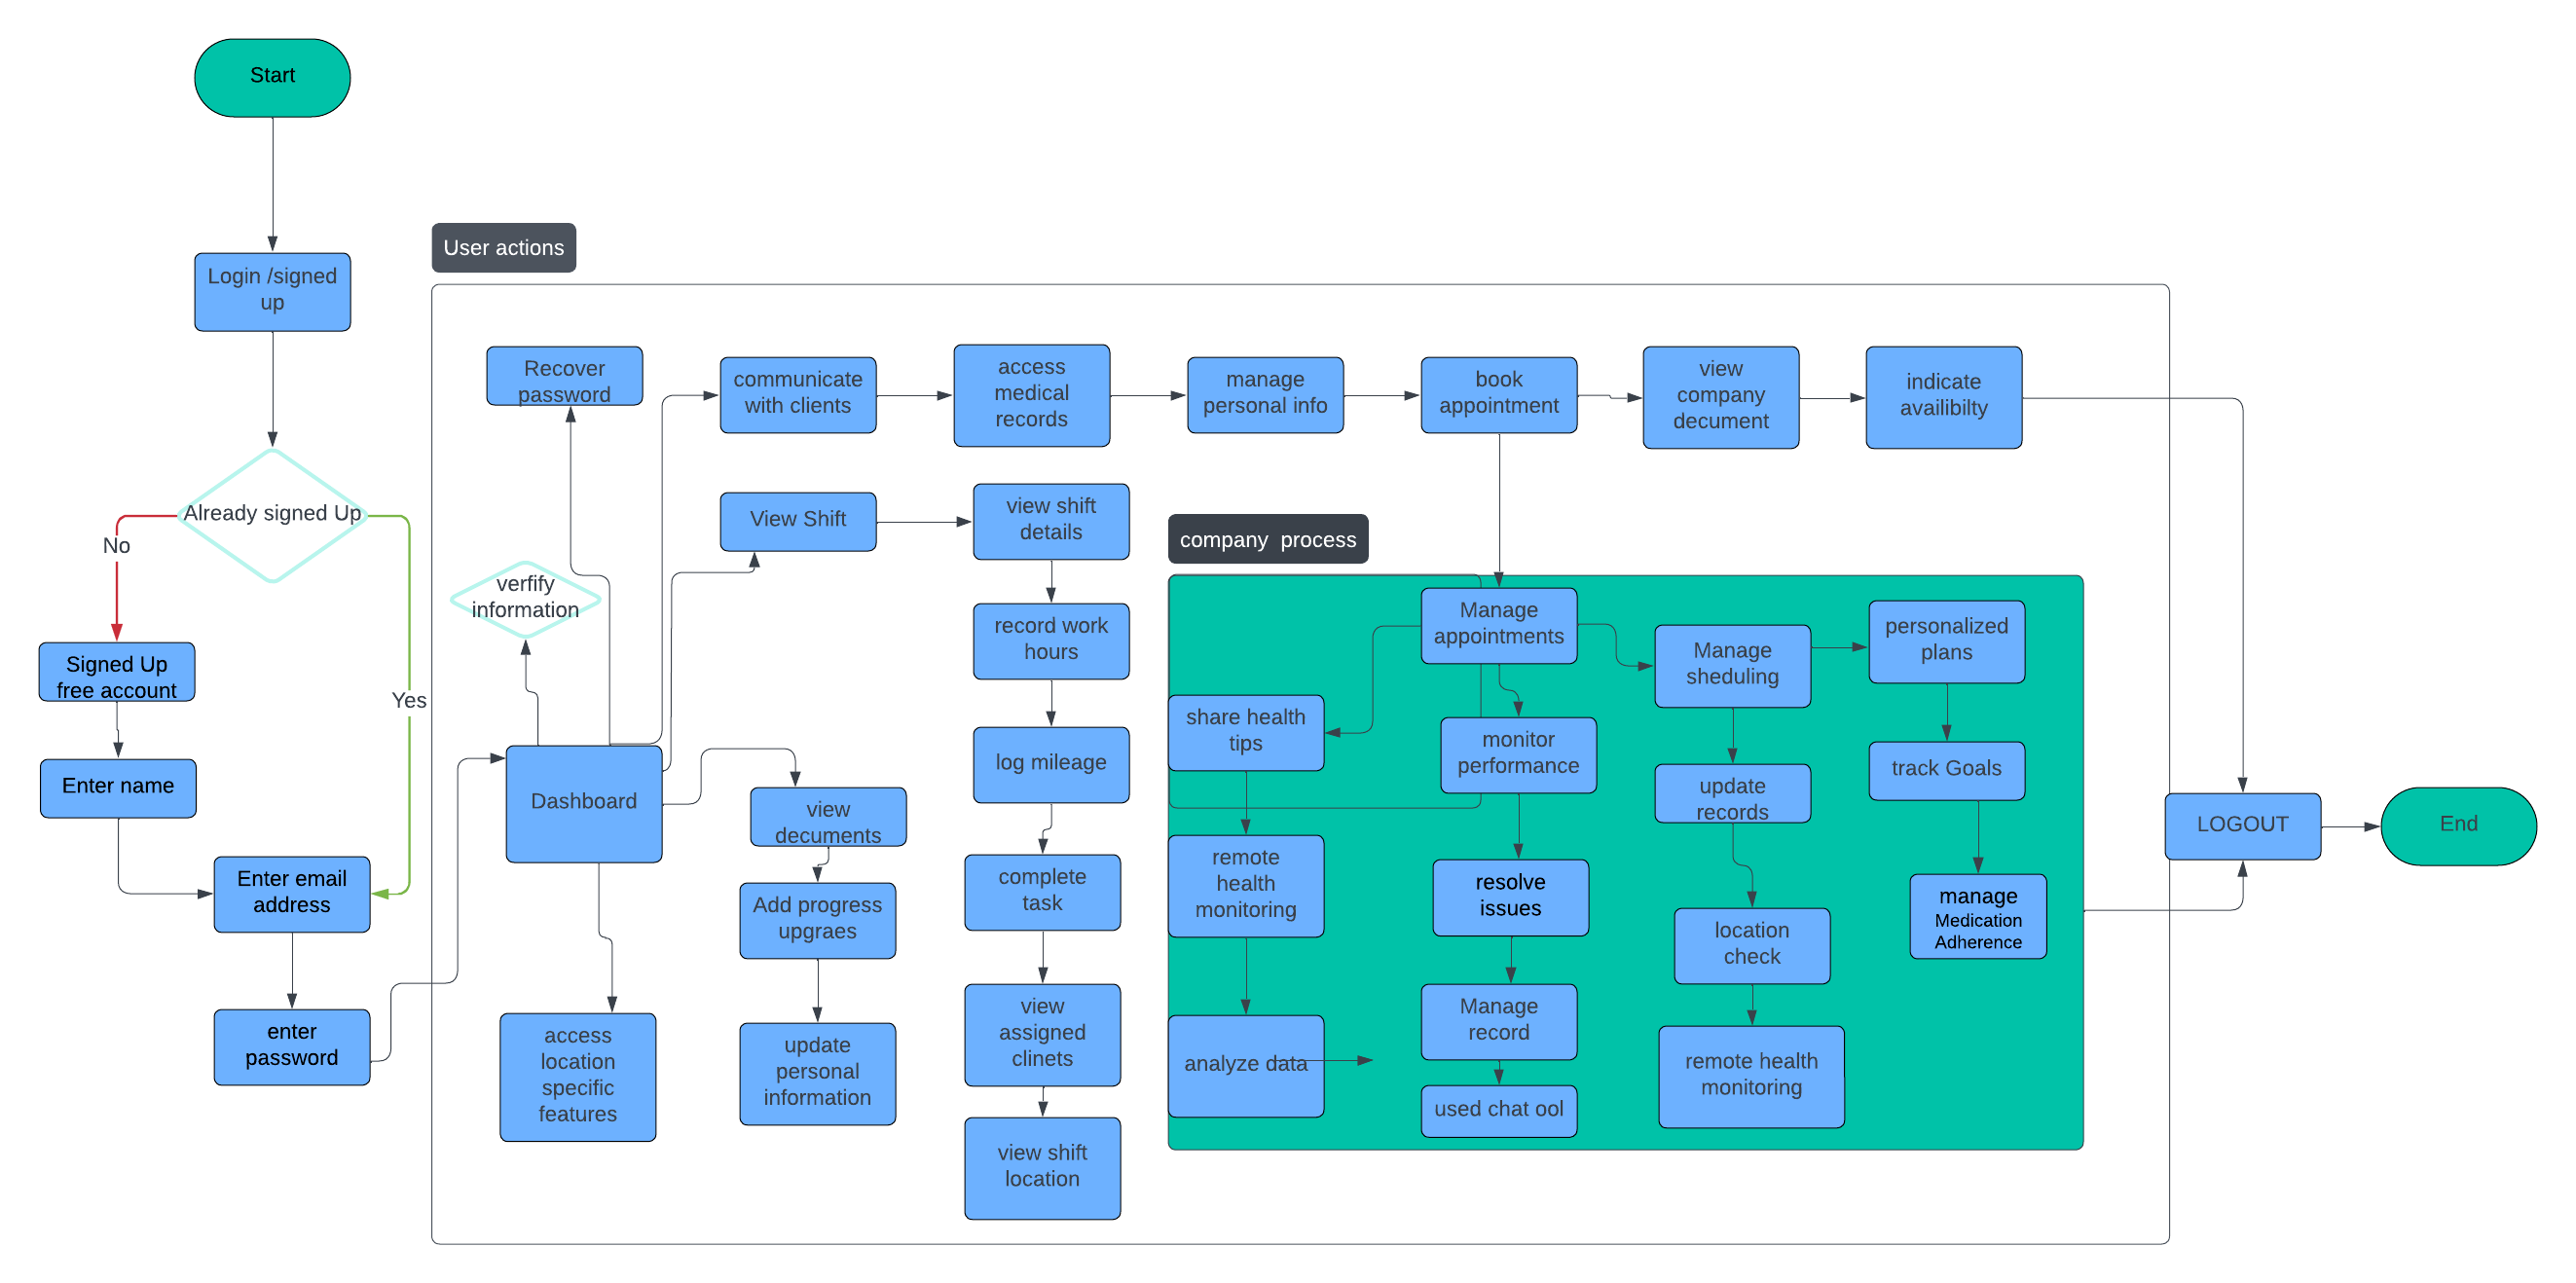 Start
Login /signed
up
Already signed Up
No
Yes
Signed Up
free account
Enter name
Enter email
address
enter
password
User actions
Recover
password
communicate
with clients
access
medical
records
manage
personal info
book
appointment
view
company
decument
indicate
availibilty
View Shift
view shift
details
verfify
information
record work
hours
log mileage
Dashboard
view
decuments
Add progress
upgraes
update
personal
information
access
location
specific
features
complete
task
view
assigned
clinets
view shift
location
company  process
Manage
appointments
share health
tips
remote
health
monitoring
analyze data
monitor
performance
resolve
issues
Manage
record
used chat ool
Manage
sheduling
update
records
location
check
remote health
monitoring
personalized
plans
track Goals
manage
Medication
Adherence
LOGOUT
End